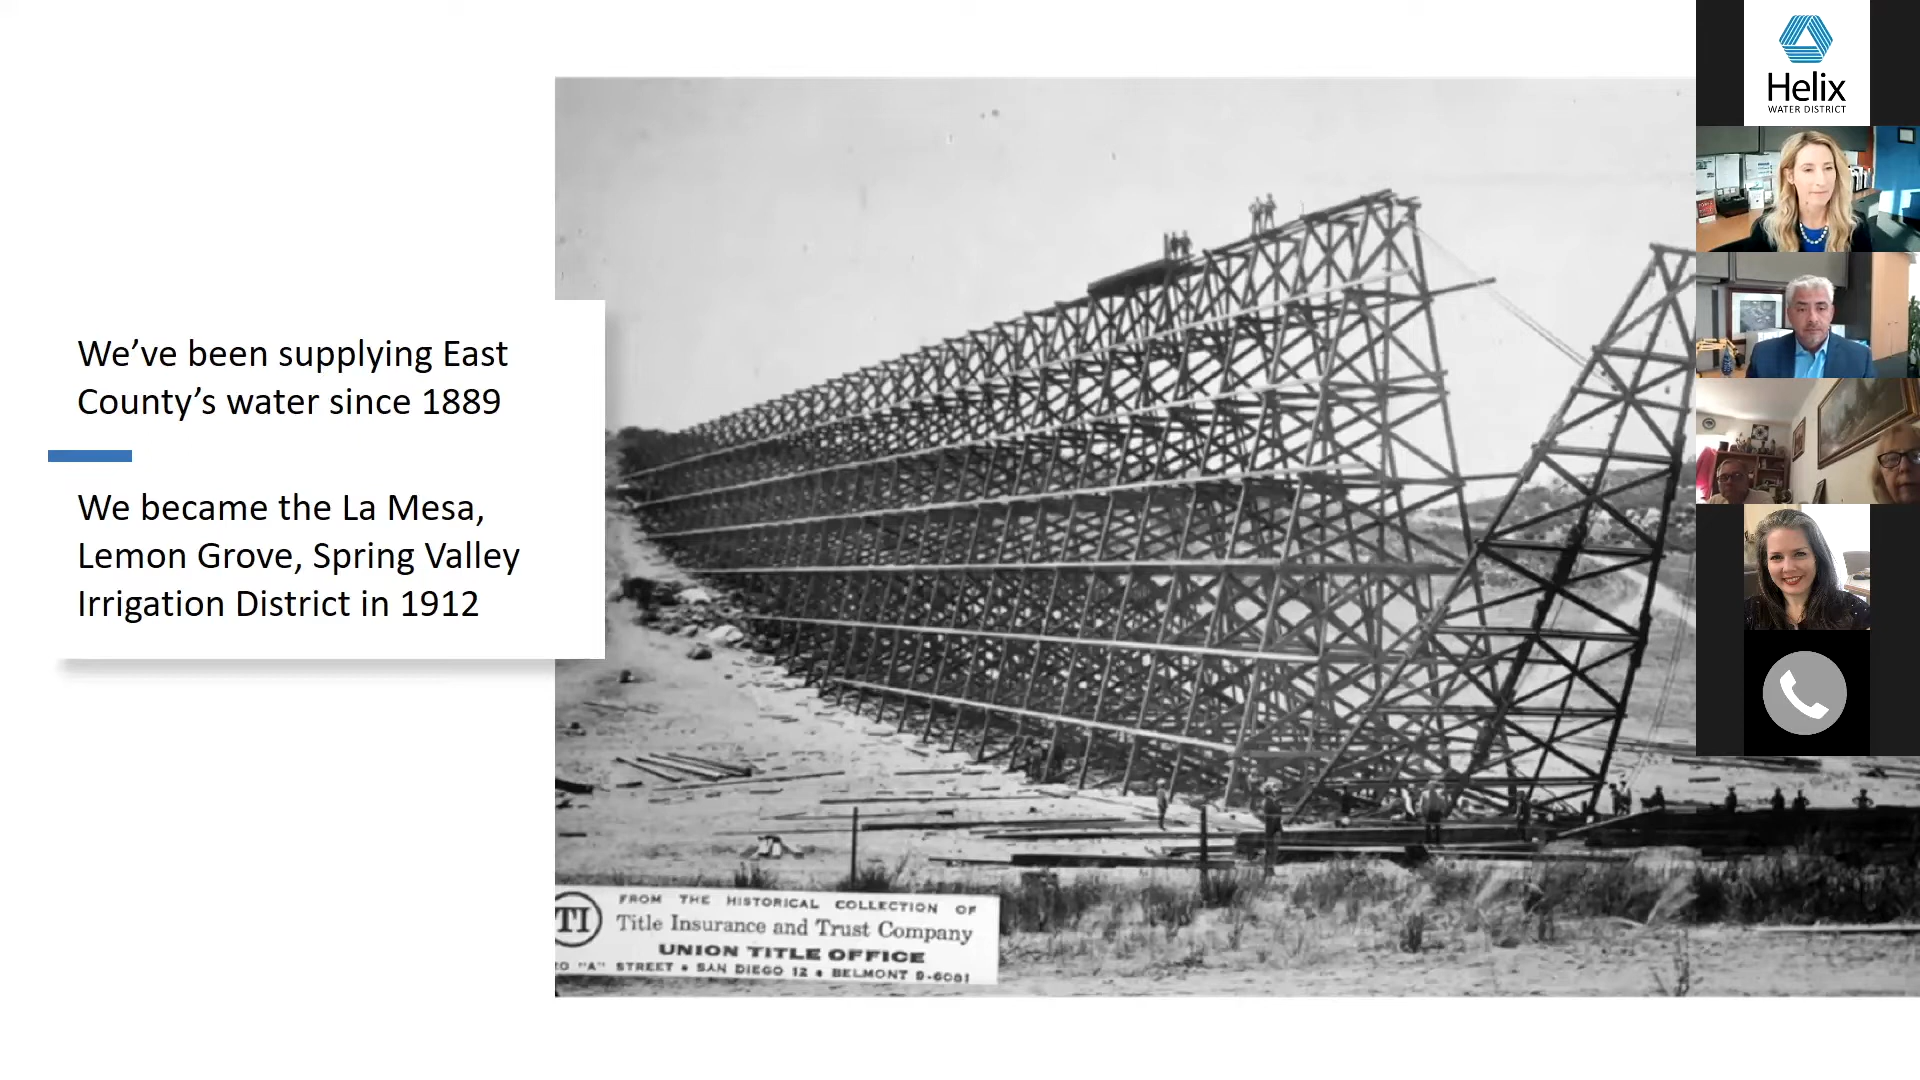 We’ve been supplying East
County’s water since 1889
We became the La Mesa,
Lemon Grove, Spring Valley
Irrigation District in 1912
TI
FROM THE HISTORICAL COLLECTION OF
Title Insurance and Trust Company
UNION TITLE OFFICE
"A" STREET • SAN DIEGO 12 • BELMONT 9-6081
Helix
WATER DISTRICT